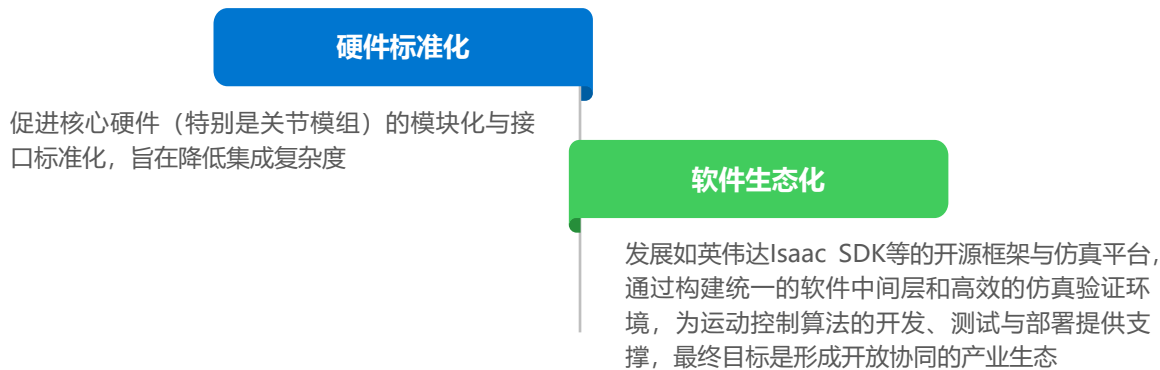 硬件标准化
促进核心硬件（特别是关节模组）的模块化与接
口标准化，旨在降低集成复杂度
软件生态化
发展如英伟达Isaac SDK等的开源框架与仿真平台，
通过构建统一的软件中间层和高效的仿真验证环
境，为运动控制算法的开发、测试与部署提供支
撑，最终目标是形成开放协同的产业生态